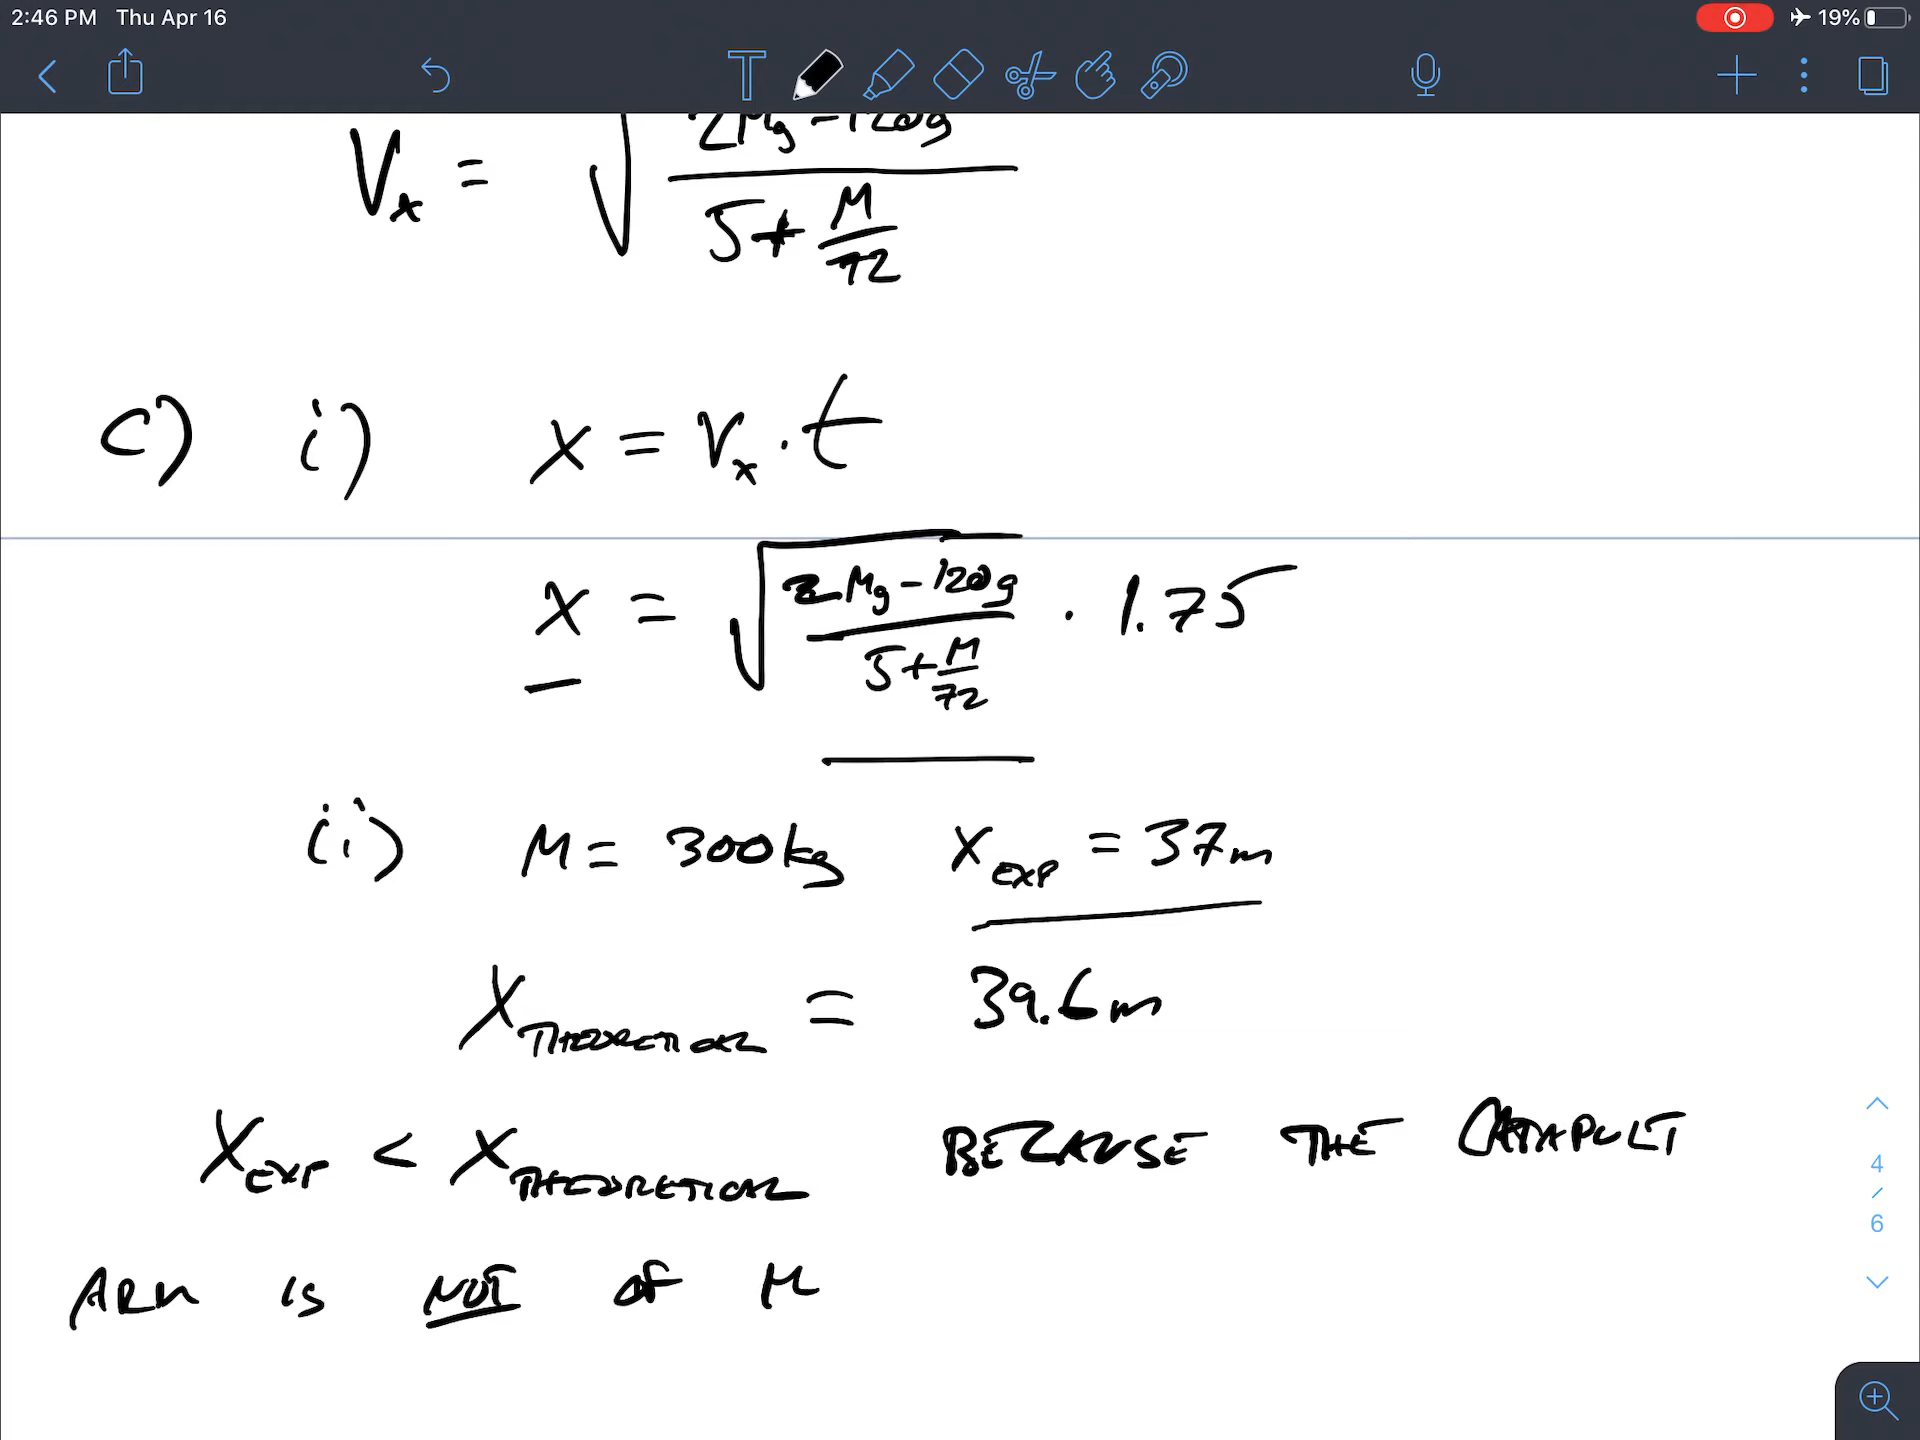 2:46 PM Thu Apr 16 19%
T
Vx = √ 2Mg - 120g
5 + M
72
c) i) x = Vx · t
x = √ 2Mg - 120g · 1.75
5 + M
72
ii) M = 300kg XEXP = 37m
XTHEORETICAL = 39.6m
XEXP < XTHEORETICAL BECAUSE THE CATAPULT
ARM IS NOT OF M
4
/
6